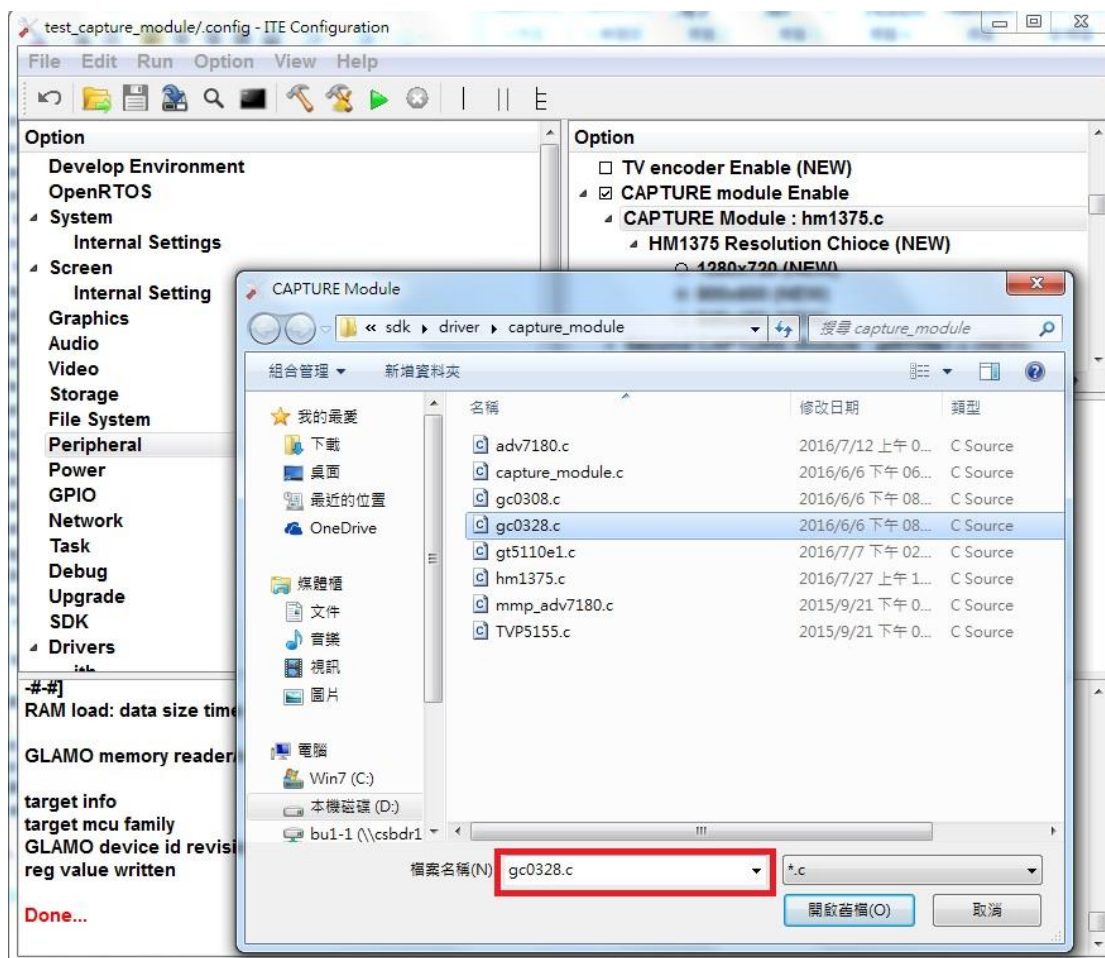 test_capture_module/.config - ITE Configuration
File Edit Run Option View Help
Option
Develop Environment
OpenRTOS
System
Internal Settings
Screen
Internal Setting
Graphics
Audio
Video
Storage
File System
Peripheral
Power
GPIO
Network
Task
Debug
Upgrade
SDK
Drivers
ith
Option
TV encoder Enable (NEW)
CAPTURE module Enable
CAPTURE Module : hm1375.c
HM1375 Resolution Chioce (NEW)
1280x720 (NEW)
-#-#]
RAM load: data size time
GLAMO memory reader
target info
target mcu family
GLAMO device id revisi
reg value written
Done...
CAPTURE Module
« sdk driver capture_module
搜尋 capture_module
組合管理 新增資料夾
我的最愛
下載
桌面
最近的位置
OneDrive
媒體櫃
文件
音樂
視訊
圖片
電腦
Win7 (C:)
本機磁碟 (D:)
bu1-1 (\\csbdr1
名稱 修改日期 類型
adv7180.c 2016/7/12 上午 0... C Source
capture_module.c 2016/6/6 下午 06... C Source
gc0308.c 2016/6/6 下午 08... C Source
gc0328.c 2016/6/6 下午 08... C Source
gt5110e1.c 2016/7/7 下午 02... C Source
hm1375.c 2016/7/27 上午 1... C Source
mmp_adv7180.c 2015/9/21 下午 0... C Source
TVP5155.c 2015/9/21 下午 0... C Source
檔案名稱(N) gc0328.c *.c
開啟舊檔(O) 取消